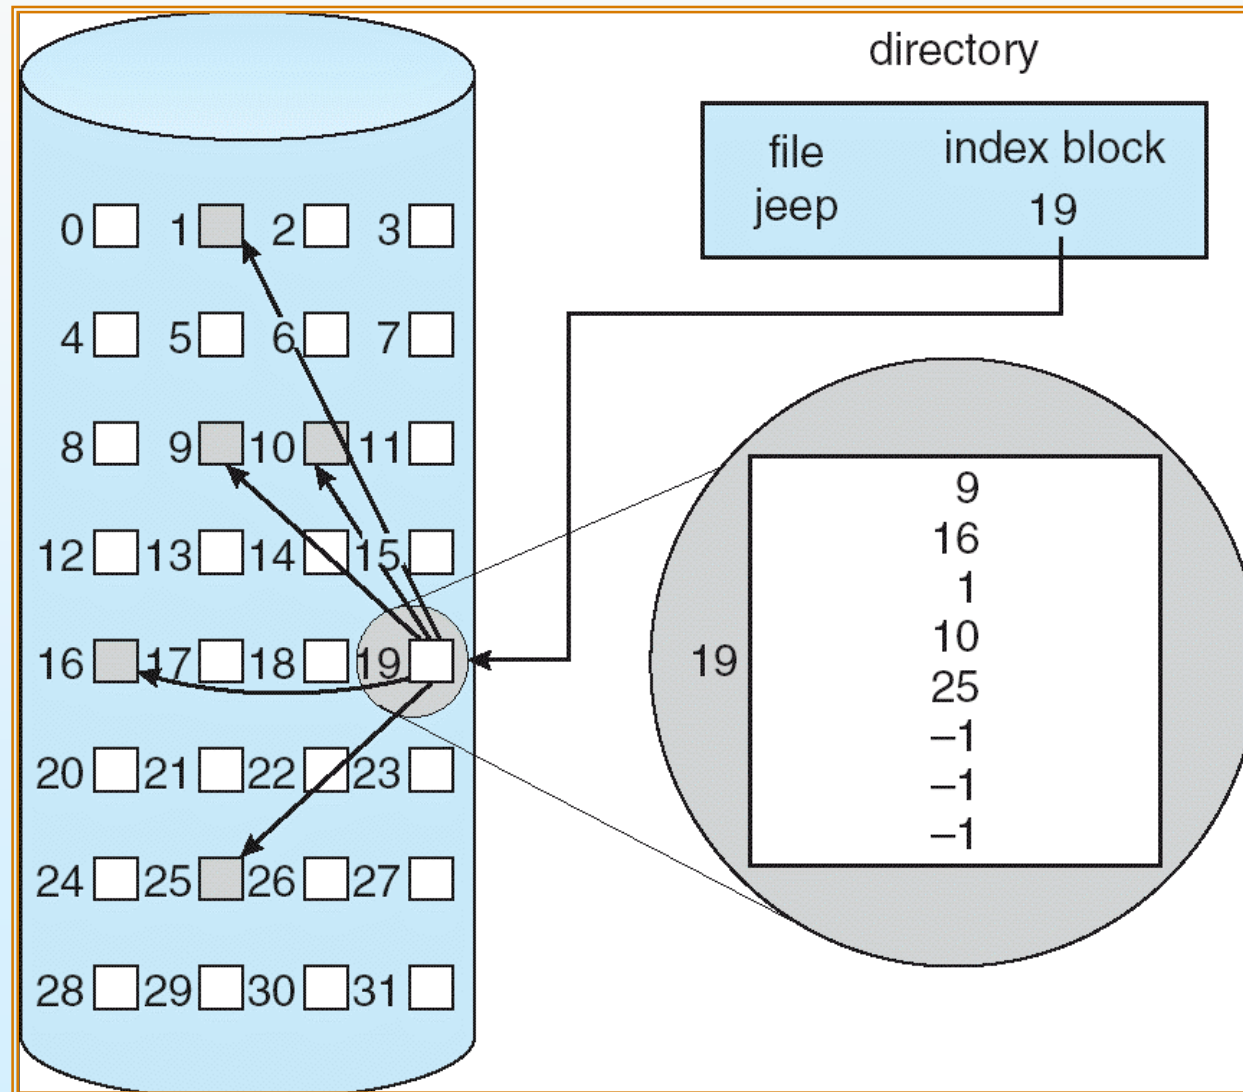 directory
file index block
jeep 19
0 1 2 3
4 5 6 7
8 9 10 11
12 13 14 15
16 17 18 19
20 21 22 23
24 25 26 27
28 29 30 31
19
9
16
1
10
25
–1
–1
–1